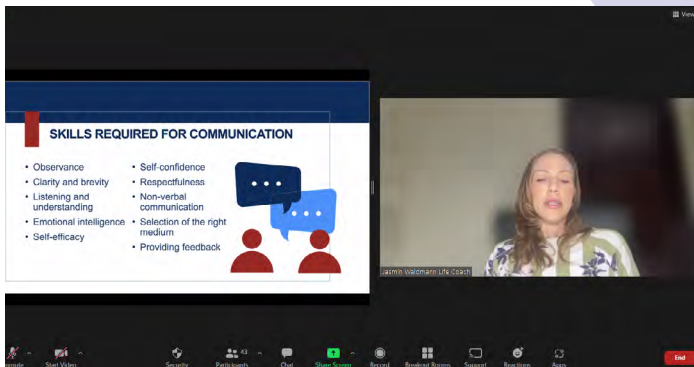 View
SKILLS REQUIRED FOR COMMUNICATION
• Observance
• Clarity and brevity
• Listening and
understanding
• Emotional intelligence
• Self-efficacy
• Self-confidence
• Respectfulness
• Non-verbal
communication
• Selection of the right
medium
• Providing feedback
Jasmin Waldmann Life Coach
Start Video
Security
43
Participants
Chat
Share Screen
Record
Breakout Rooms
Support
Reactions
Apps
End